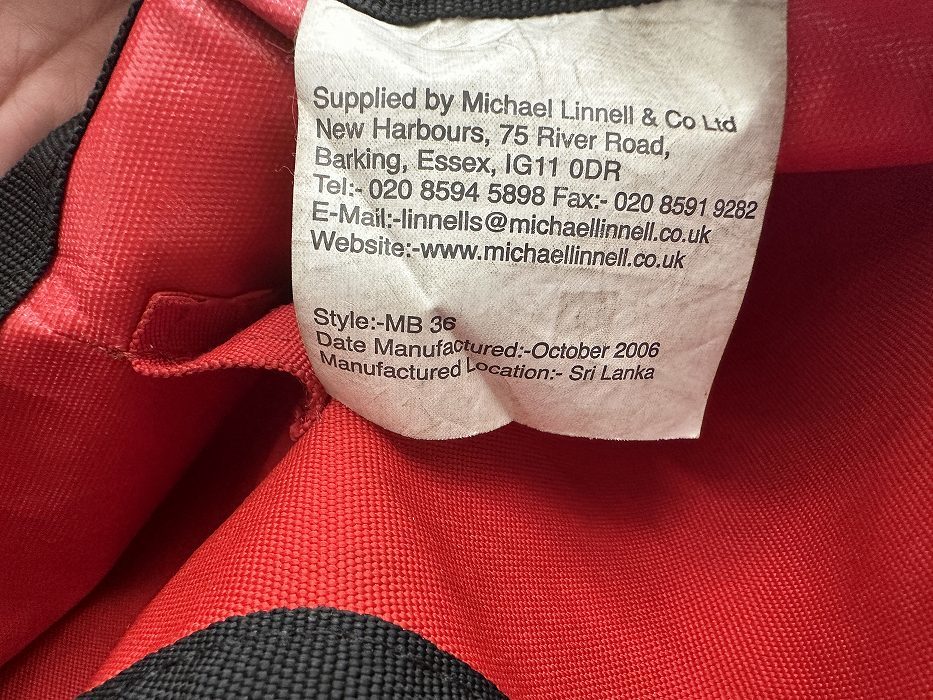 Supplied by Michael Linnell & Co Ltd
New Harbours, 75 River Road,
Barking, Essex, IG11 0DR
Tel:- 020 8594 5898 Fax:- 020 8591 9282
E-Mail:-linnells@michaellinnell.co.uk
Website:-www.michaellinnell.co.uk
Style:-MB 36
Date Manufactured:-October 2006
Manufactured Location:- Sri Lanka